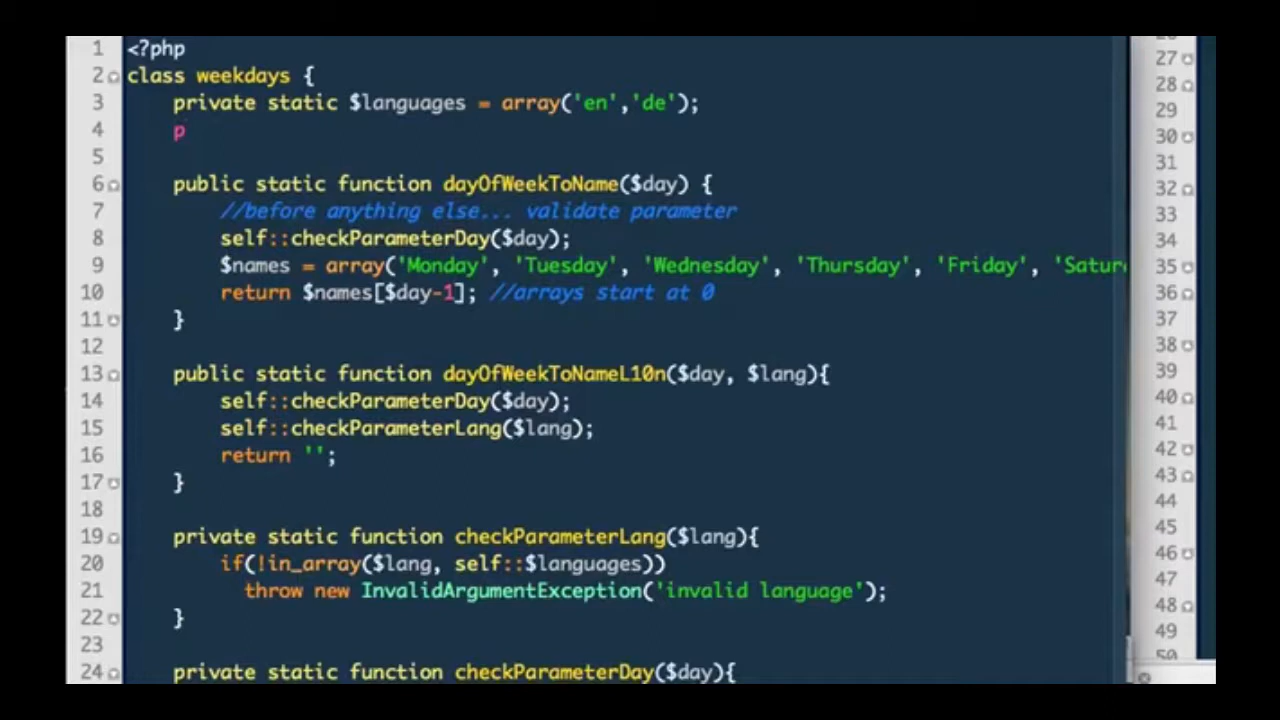 1 <?php
2 class weekdays {
3 private static $languages = array('en','de');
4 p
5
6 public static function dayOfWeekToName($day) {
7 //before anything else... validate parameter
8 self::checkParameterDay($day);
9 $names = array('Monday', 'Tuesday', 'Wednesday', 'Thursday', 'Friday', 'Satur
10 return $names[$day-1]; //arrays start at 0
11 }
12
13 public static function dayOfWeekToNameL10n($day, $lang){
14 self::checkParameterDay($day);
15 self::checkParameterLang($lang);
16 return '';
17 }
18
19 private static function checkParameterLang($lang){
20 if(!in_array($lang, self::$languages))
21 throw new InvalidArgumentException('invalid language');
22 }
23
24 private static function checkParameterDay($day){
27
28
29
30
31
32
33
34
35
36
37
38
39
40
41
42
43
44
45
46
47
48
49
50